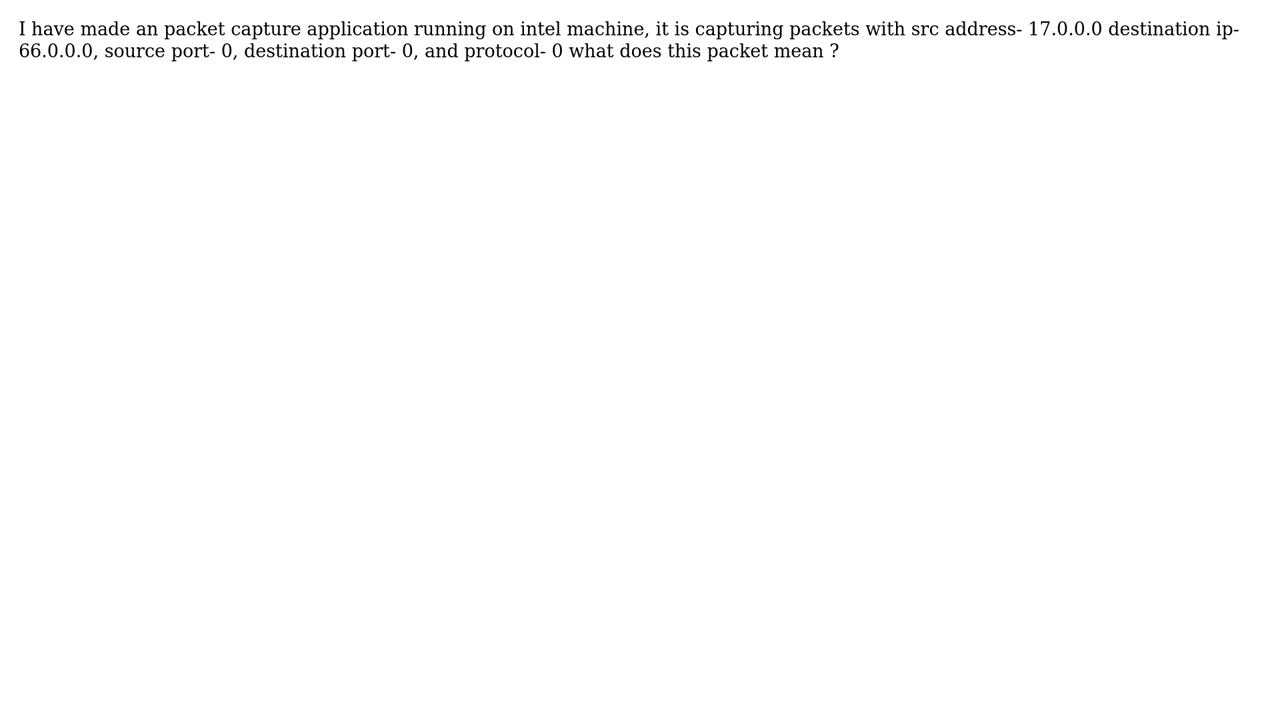 I have made an packet capture application running on intel machine, it is capturing packets with src address- 17.0.0.0 destination ip-
66.0.0.0, source port- 0, destination port- 0, and protocol- 0 what does this packet mean ?